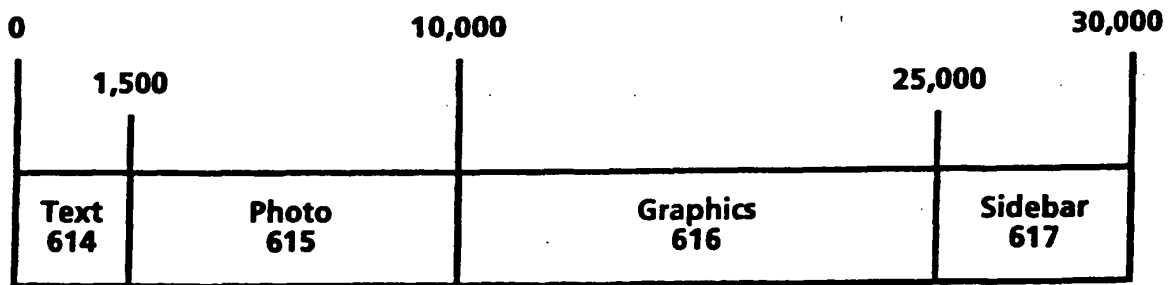 0
10,000
30,000
1,500
25,000
Text
614
Photo
615
Graphics
616
Sidebar
617